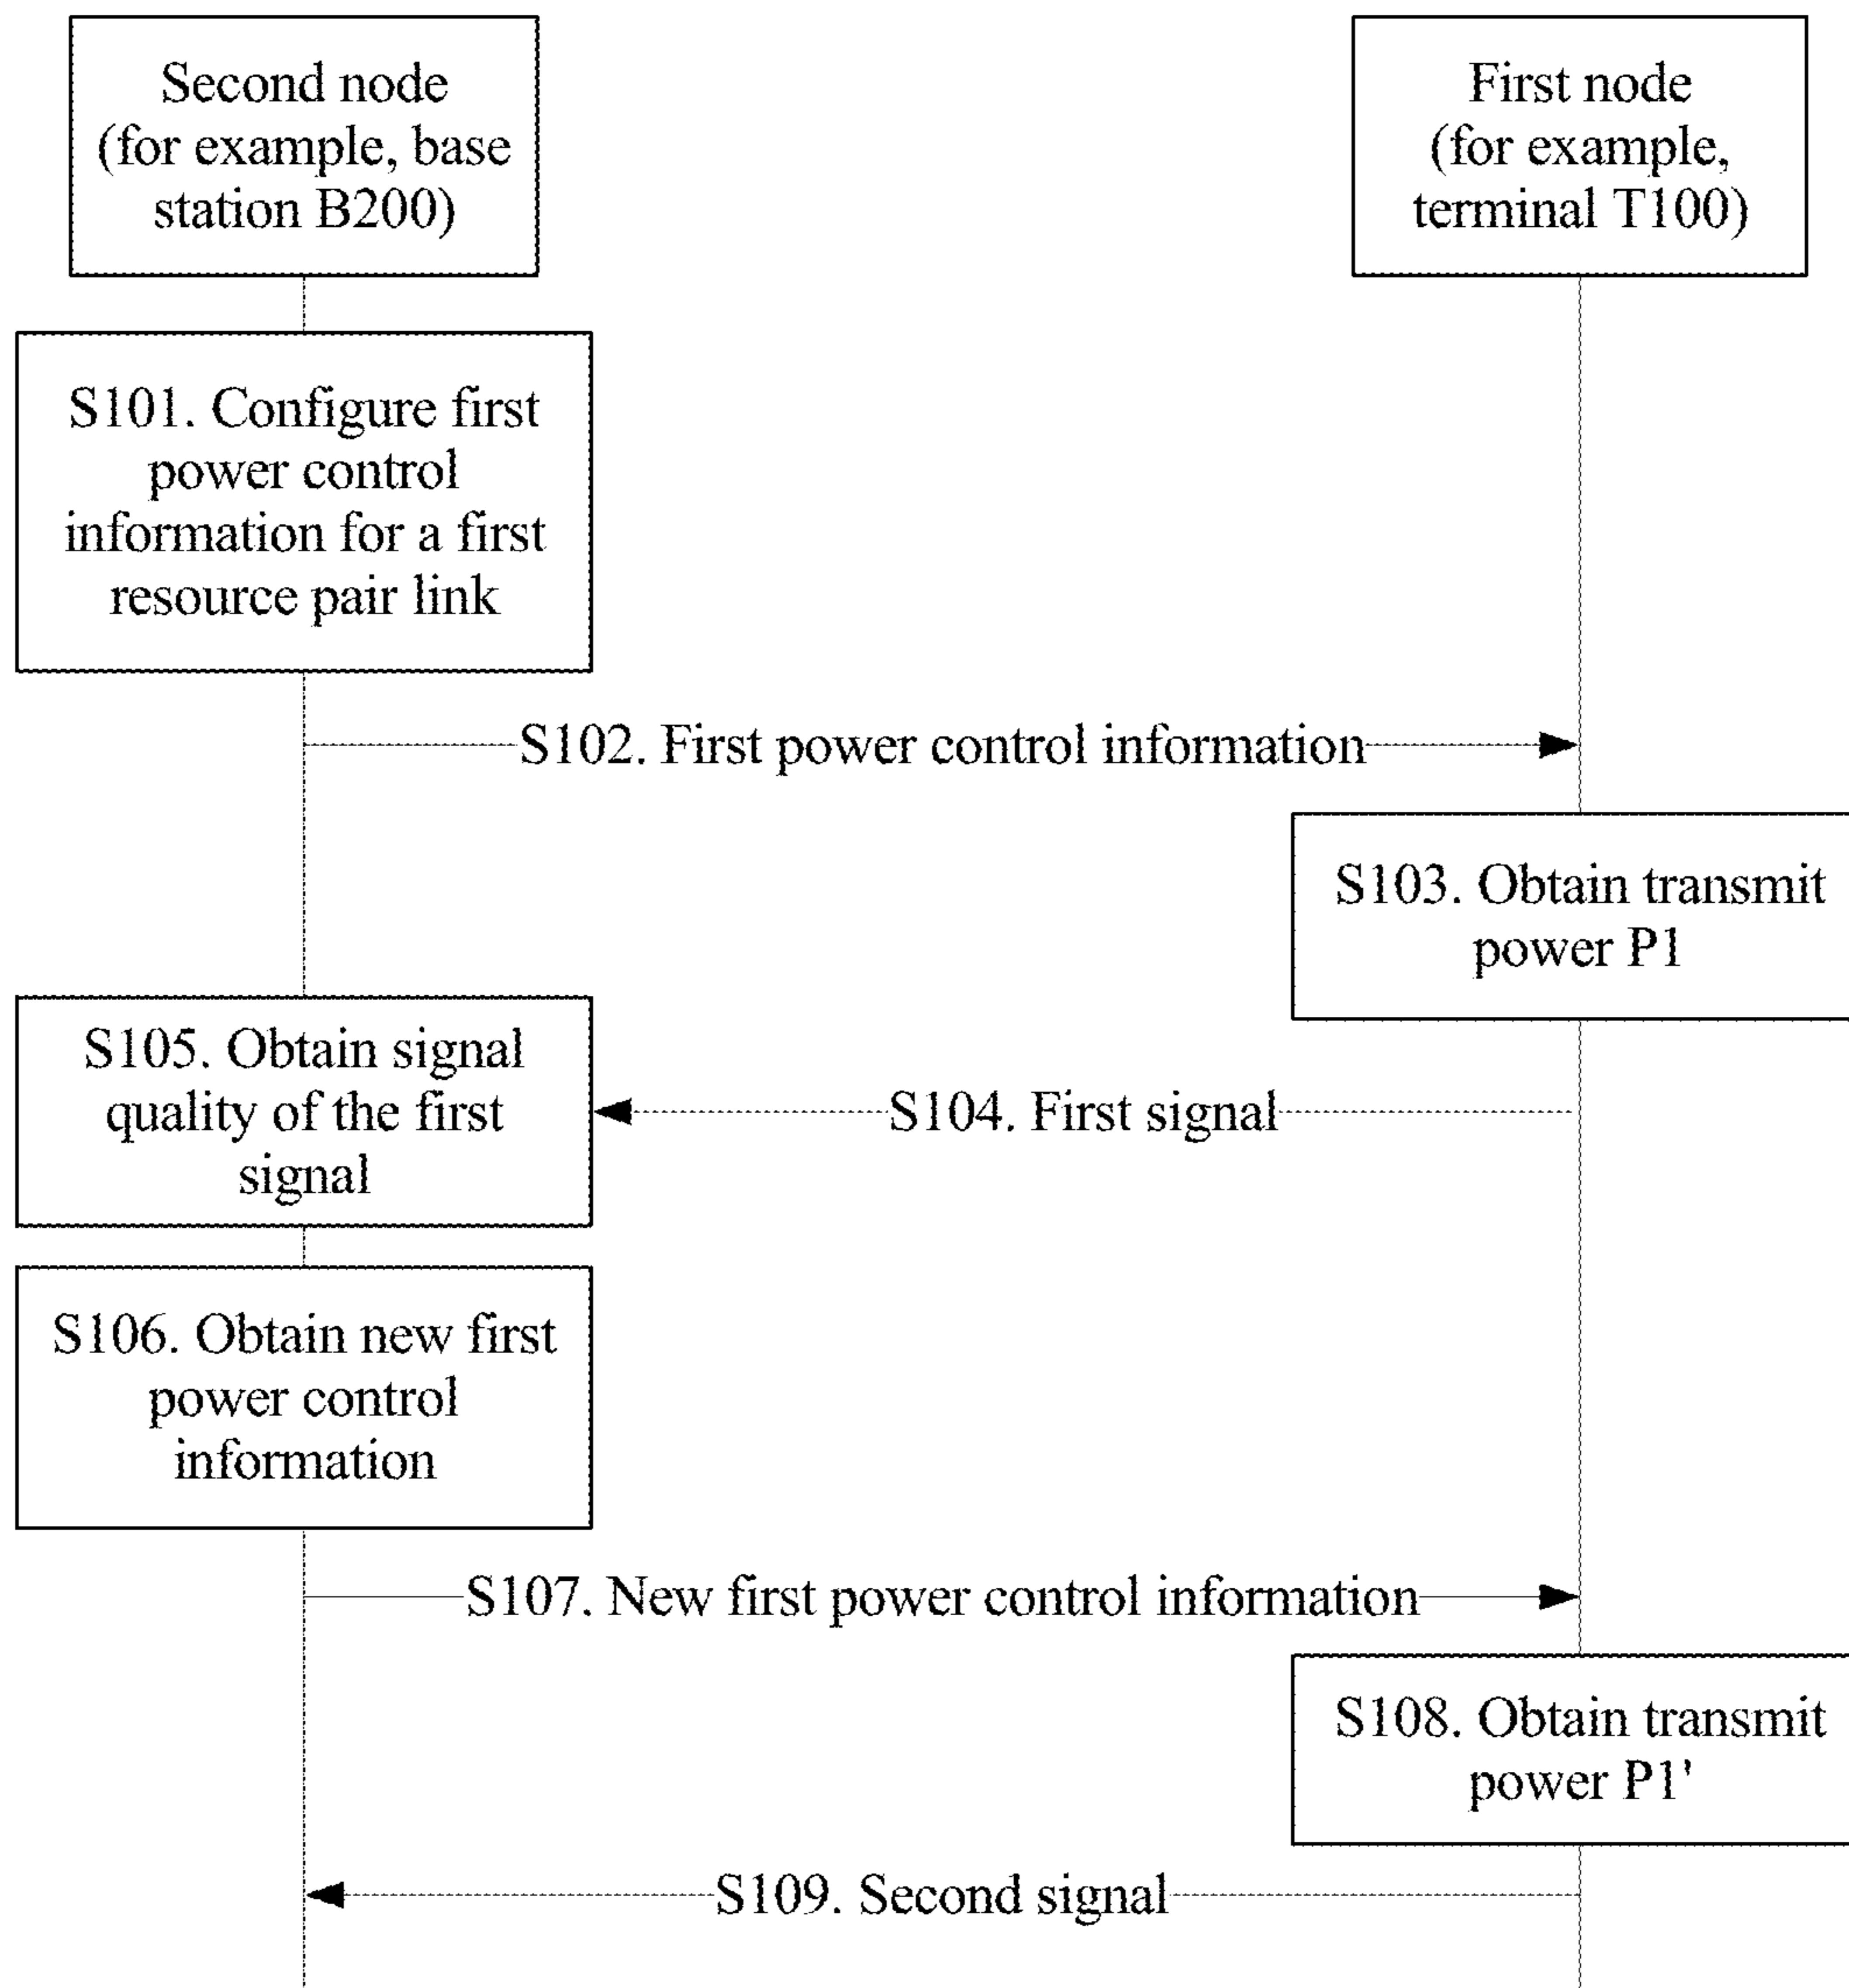 Second node
(for example, base
station B200)
First node
(for example,
terminal T100)
S101. Configure first
power control
information for a first
resource pair link
S102. First power control information
S103. Obtain transmit
power P1
S105. Obtain signal
quality of the first
signal
S104. First signal
S106. Obtain new first
power control
information
S107. New first power control information
S108. Obtain transmit
power P1'
S109. Second signal